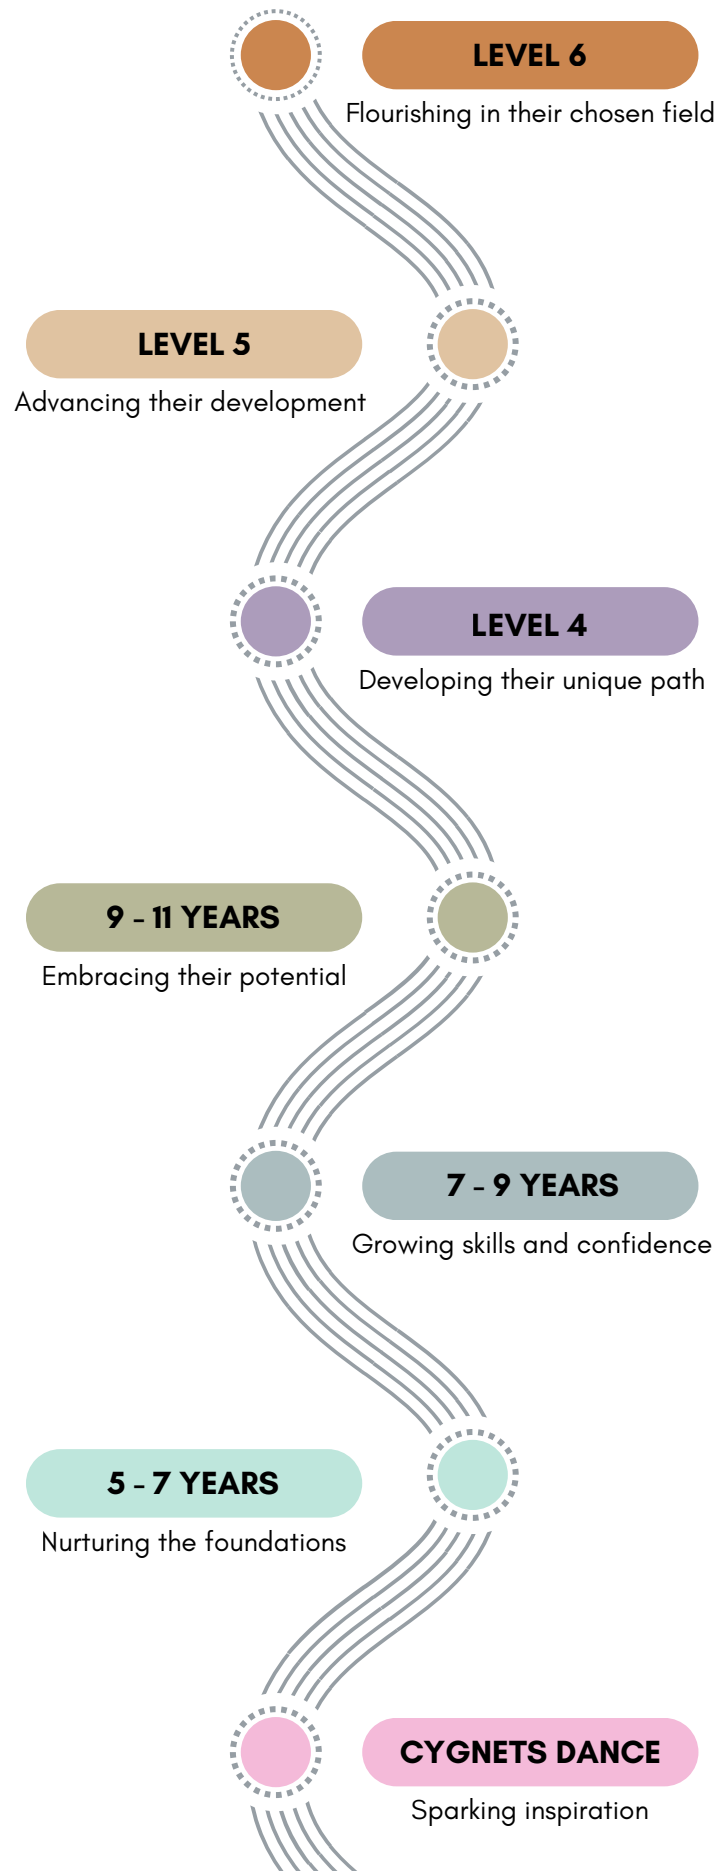 LEVEL 6
Flourishing in their chosen field
LEVEL 5
Advancing their development
LEVEL 4
Developing their unique path
9 - 11 YEARS
Embracing their potential
7 - 9 YEARS
Growing skills and confidence
5 - 7 YEARS
Nurturing the foundations
CYGNETS DANCE
Sparking inspiration